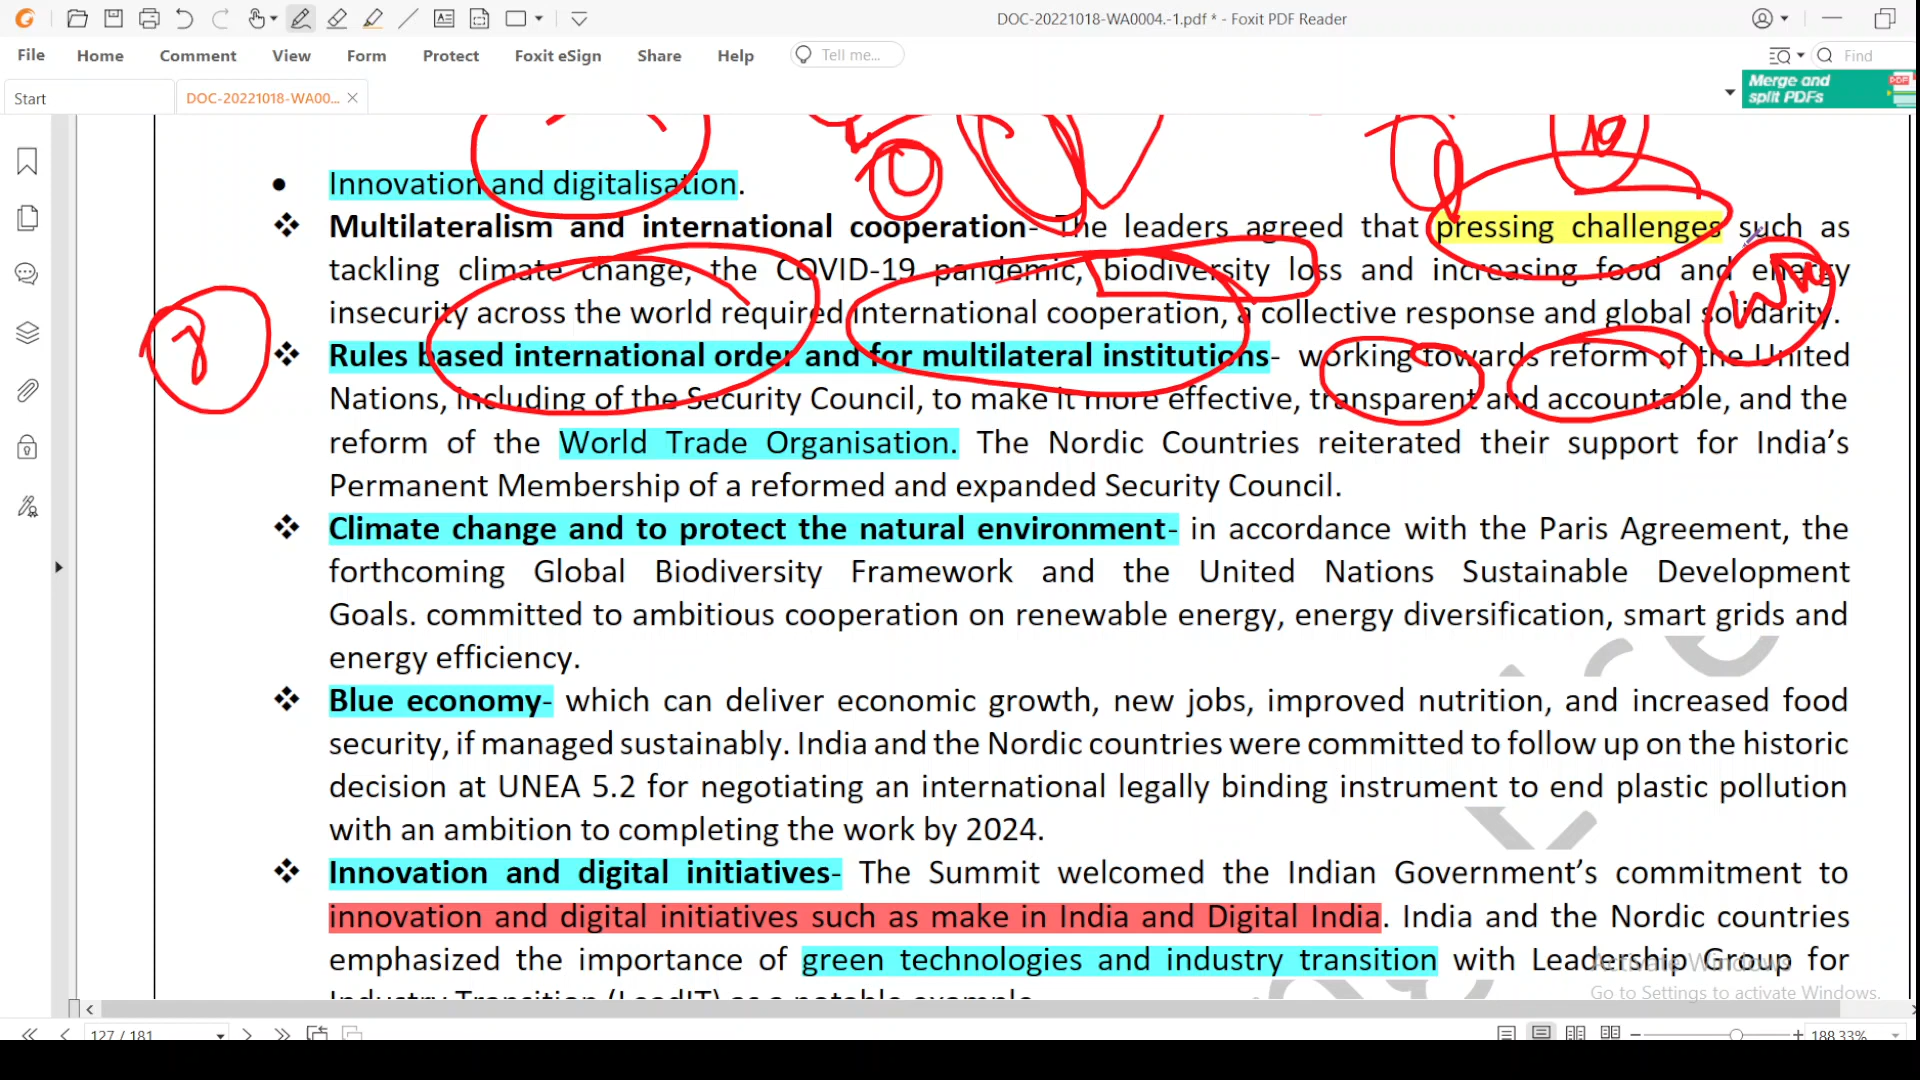 DOC-20221018-WA0004.-1.pdf * - Foxit PDF Reader
File Home Comment View Form Protect Foxit eSign Share Help Tell me... Find
Start DOC-20221018-WA00... Merge and split PDFs
• Innovation and digitalisation.
❖ Multilateralism and international cooperation- The leaders agreed that pressing challenges such as
tackling climate change, the COVID-19 pandemic, biodiversity loss and increasing food and energy
insecurity across the world required international cooperation, a collective response and global solidarity.
❖ Rules based international order and for multilateral institutions- working towards reform of the United
Nations, including of the Security Council, to make it more effective, transparent and accountable, and the
reform of the World Trade Organisation. The Nordic Countries reiterated their support for India’s
Permanent Membership of a reformed and expanded Security Council.
❖ Climate change and to protect the natural environment- in accordance with the Paris Agreement, the
forthcoming Global Biodiversity Framework and the United Nations Sustainable Development
Goals. committed to ambitious cooperation on renewable energy, energy diversification, smart grids and
energy efficiency.
❖ Blue economy- which can deliver economic growth, new jobs, improved nutrition, and increased food
security, if managed sustainably. India and the Nordic countries were committed to follow up on the historic
decision at UNEA 5.2 for negotiating an international legally binding instrument to end plastic pollution
with an ambition to completing the work by 2024.
❖ Innovation and digital initiatives- The Summit welcomed the Indian Government’s commitment to
innovation and digital initiatives such as make in India and Digital India. India and the Nordic countries
emphasized the importance of green technologies and industry transition with Leadership Group for
Industry Transition (LeadIT) as a notable example.
Activate Windows
Go to Settings to activate Windows.
127 / 181 188.33%